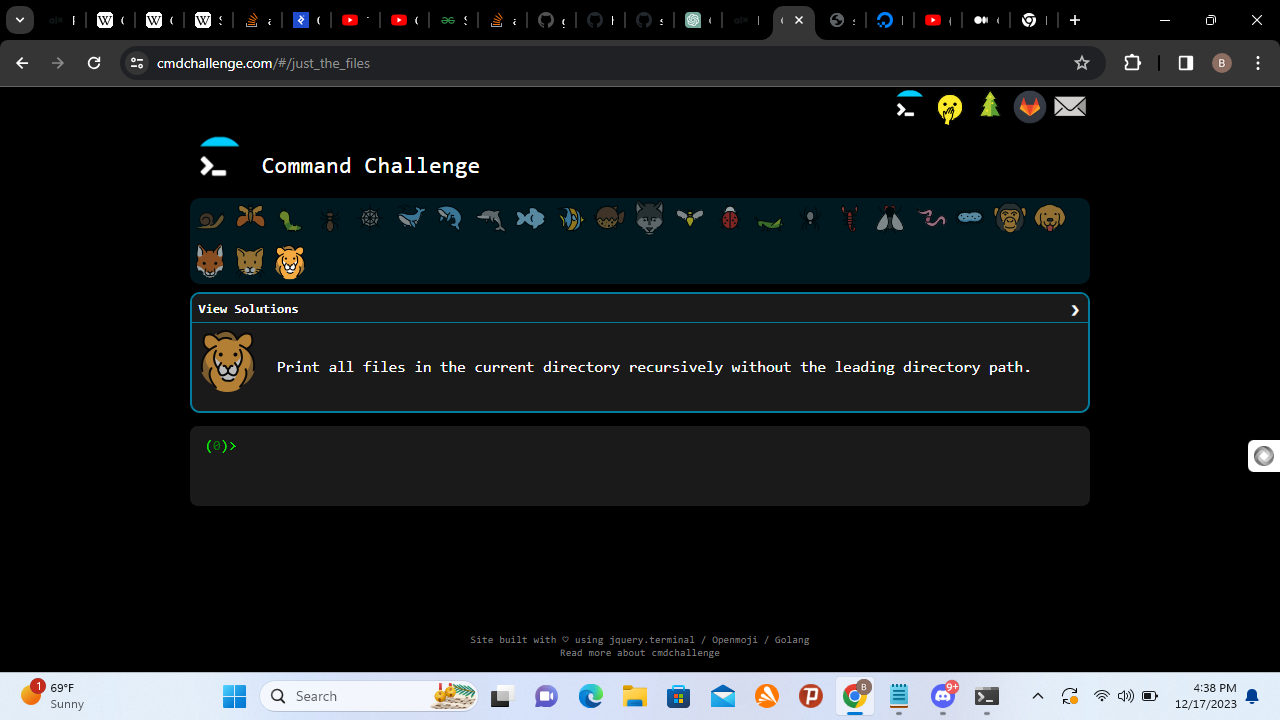 cmdchallenge.com/#/just_the_files
B
Command Challenge
View Solutions
Print all files in the current directory recursively without the leading directory path.
(0)>
Site built with ♡ using jquery.terminal / Openmoji / Golang
Read more about cmdchallenge
1
69°F
Sunny
Search
B
9+
4:38 PM
12/17/2023